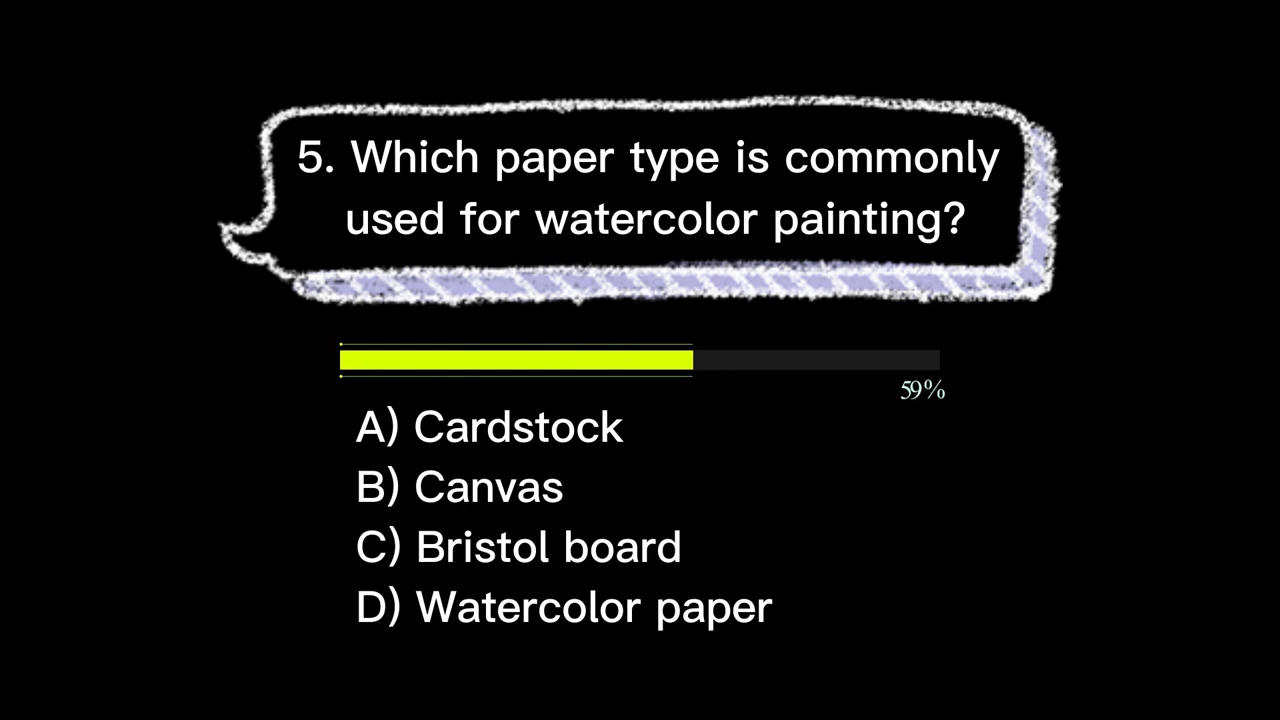 5. Which paper type is commonly
used for watercolor painting?
59%
A) Cardstock
B) Canvas
C) Bristol board
D) Watercolor paper